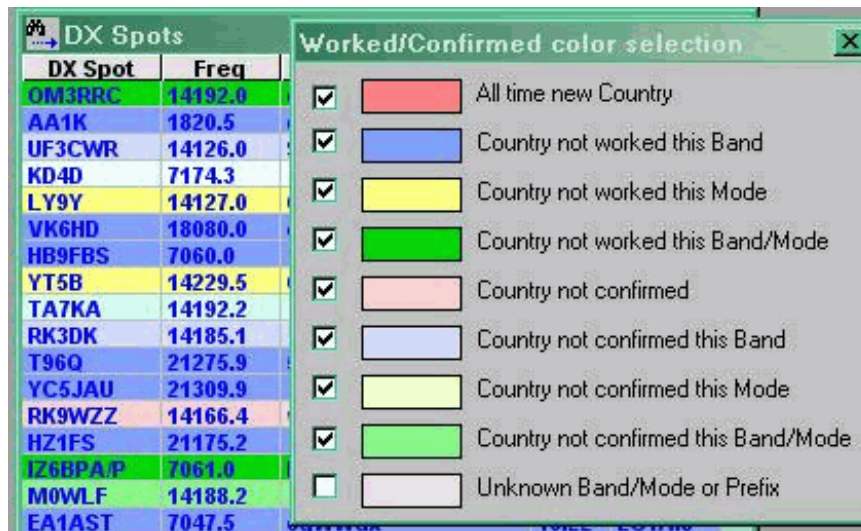 DX Spots
DX Spot Freq
OM3RRC 14192.0
AA1K 1820.5
UF3CWR 14126.0
KD4D 7174.3
LY9Y 14127.0
VK6HD 18080.0
HB9FBS 7060.0
YT5B 14229.5
TA7KA 14192.2
RK3DK 14185.1
T96Q 21275.9
YC5JAU 21309.9
RK9WZZ 14166.4
HZ1FS 21175.2
IZ6BPA/P 7061.0
M0WLF 14188.2
EA1AST 7047.5
Worked/Confirmed color selection
All time new Country
Country not worked this Band
Country not worked this Mode
Country not worked this Band/Mode
Country not confirmed
Country not confirmed this Band
Country not confirmed this Mode
Country not confirmed this Band/Mode
Unknown Band/Mode or Prefix